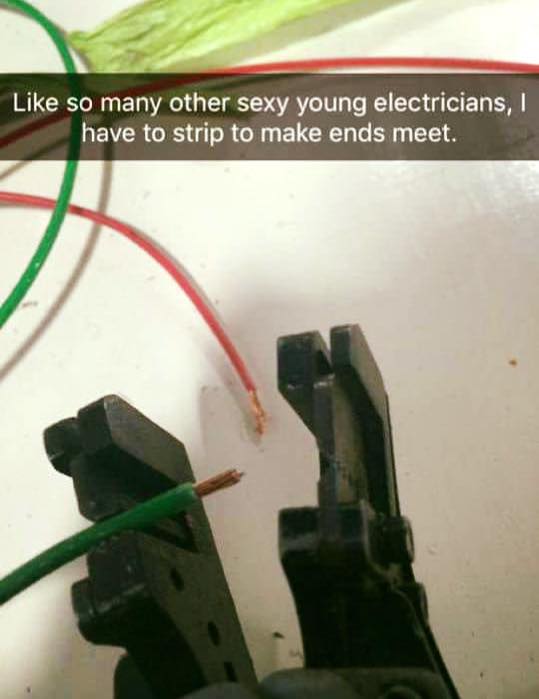 Like so many other sexy young electricians, I
have to strip to make ends meet.